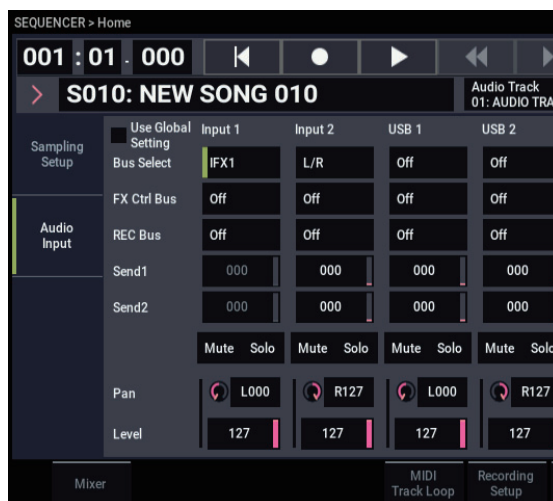 SEQUENCER > Home
001 : 01 . 000
S010: NEW SONG 010
Audio Track
01: AUDIO TRA
Sampling
Setup
Audio
Input
Use Global
Setting
Input 1 Input 2 USB 1 USB 2
Bus Select IFX1 L/R Off Off
FX Ctrl Bus Off Off Off Off
REC Bus Off Off Off Off
Send1 000 000 000 000
Send2 000 000 000 000
Mute Solo Mute Solo Mute Solo Mute Solo
Pan L000 R127 L000 R127
Level 127 127 127 127
Mixer
MIDI
Track Loop
Recording
Setup